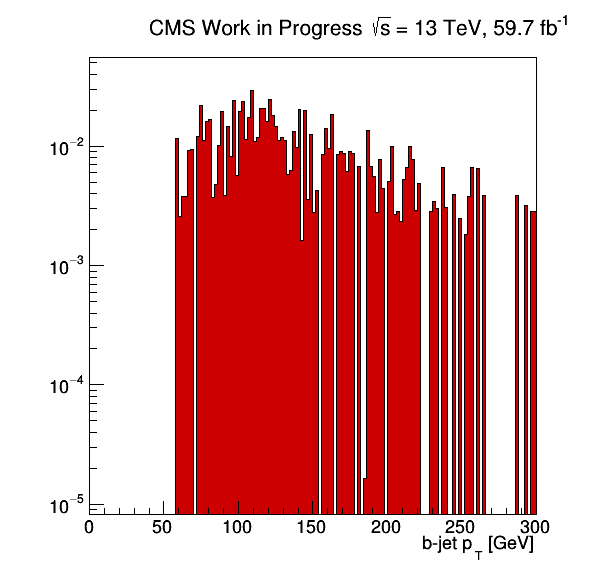 CMS Work in Progress √s = 13 TeV, 59.7 fb⁻¹
10⁻²
10⁻³
10⁻⁴
10⁻⁵
0 50 100 150 200 250 300
b-jet p_T [GeV]